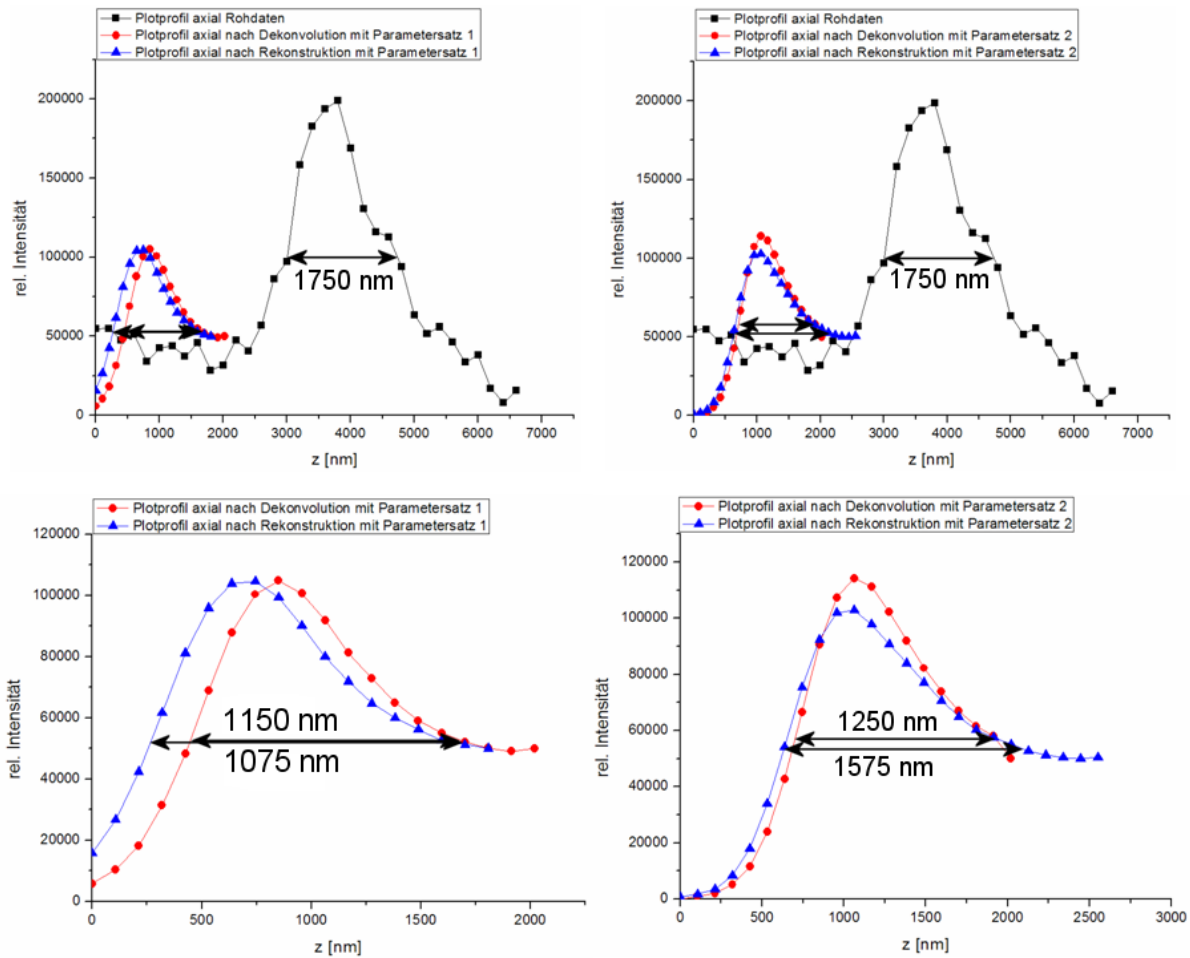 Plotprofil axial Rohdaten
Plotprofil axial nach Dekonvolution mit Parametersatz 1
Plotprofil axial nach Rekonstruktion mit Parametersatz 1
200000
150000
100000
50000
0
rel. Intensität
1750 nm
0 1000 2000 3000 4000 5000 6000 7000
z [nm]
Plotprofil axial Rohdaten
Plotprofil axial nach Dekonvolution mit Parametersatz 2
Plotprofil axial nach Rekonstruktion mit Parametersatz 2
200000
150000
100000
50000
0
rel. Intensität
1750 nm
0 1000 2000 3000 4000 5000 6000 7000
z [nm]
Plotprofil axial nach Dekonvolution mit Parametersatz 1
Plotprofil axial nach Rekonstruktion mit Parametersatz 1
120000
100000
80000
60000
40000
20000
0
rel. Intensität
1150 nm
1075 nm
0 500 1000 1500 2000
z [nm]
Plotprofil axial nach Dekonvolution mit Parametersatz 2
Plotprofil axial nach Rekonstruktion mit Parametersatz 2
120000
100000
80000
60000
40000
20000
0
rel. Intensität
1250 nm
1575 nm
0 500 1000 1500 2000 2500 3000
z [nm]